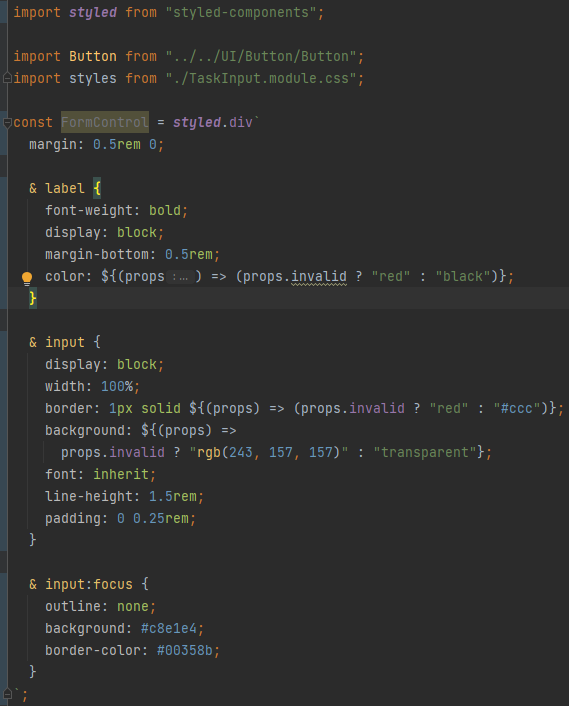 import styled from "styled-components";
import Button from "../../UI/Button/Button";
import styles from "./TaskInput.module.css";
const FormControl = styled.div`
margin: 0.5rem 0;
& label {
font-weight: bold;
display: block;
margin-bottom: 0.5rem;
color: ${(props :… ) => (props.invalid ? "red" : "black")};
}
& input {
display: block;
width: 100%;
border: 1px solid ${(props) => (props.invalid ? "red" : "#ccc")};
background: ${(props) =>
props.invalid ? "rgb(243, 157, 157)" : "transparent"};
font: inherit;
line-height: 1.5rem;
padding: 0 0.25rem;
}
& input:focus {
outline: none;
background: #c8e1e4;
border-color: #00358b;
}
`;